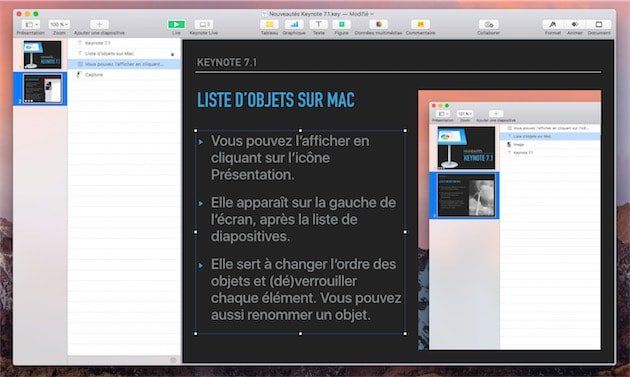 Nouveautés Keynote 7.1.key — Modifié
100 %
Présentation Zoom Ajouter une diapositive Live Keynote Live Tableau Graphique Texte Figure Données multimédias Commentaire Collaborer Format Animer Document
Keynote 7.1
Liste d'objets sur Mac
Vous pouvez l'afficher en cliquant...
Capture
KEYNOTE 7.1
KEYNOTE 7.1
LISTE D'OBJETS SUR MAC
Vous pouvez l'afficher en
cliquant sur l'icône
Présentation.
Elle apparaît sur la gauche de
l'écran, après la liste de
diapositives.
Elle sert à changer l'ordre des
objets et (dé)verrouiller
chaque élément. Vous pouvez
aussi renommer un objet.
Présentation Zoom Ajouter une diapositive
Vous pouvez l'afficher en cliquant sur
Liste d'objets sur Mac
Image
Keynote 7.1
KEYNOTE 7.1